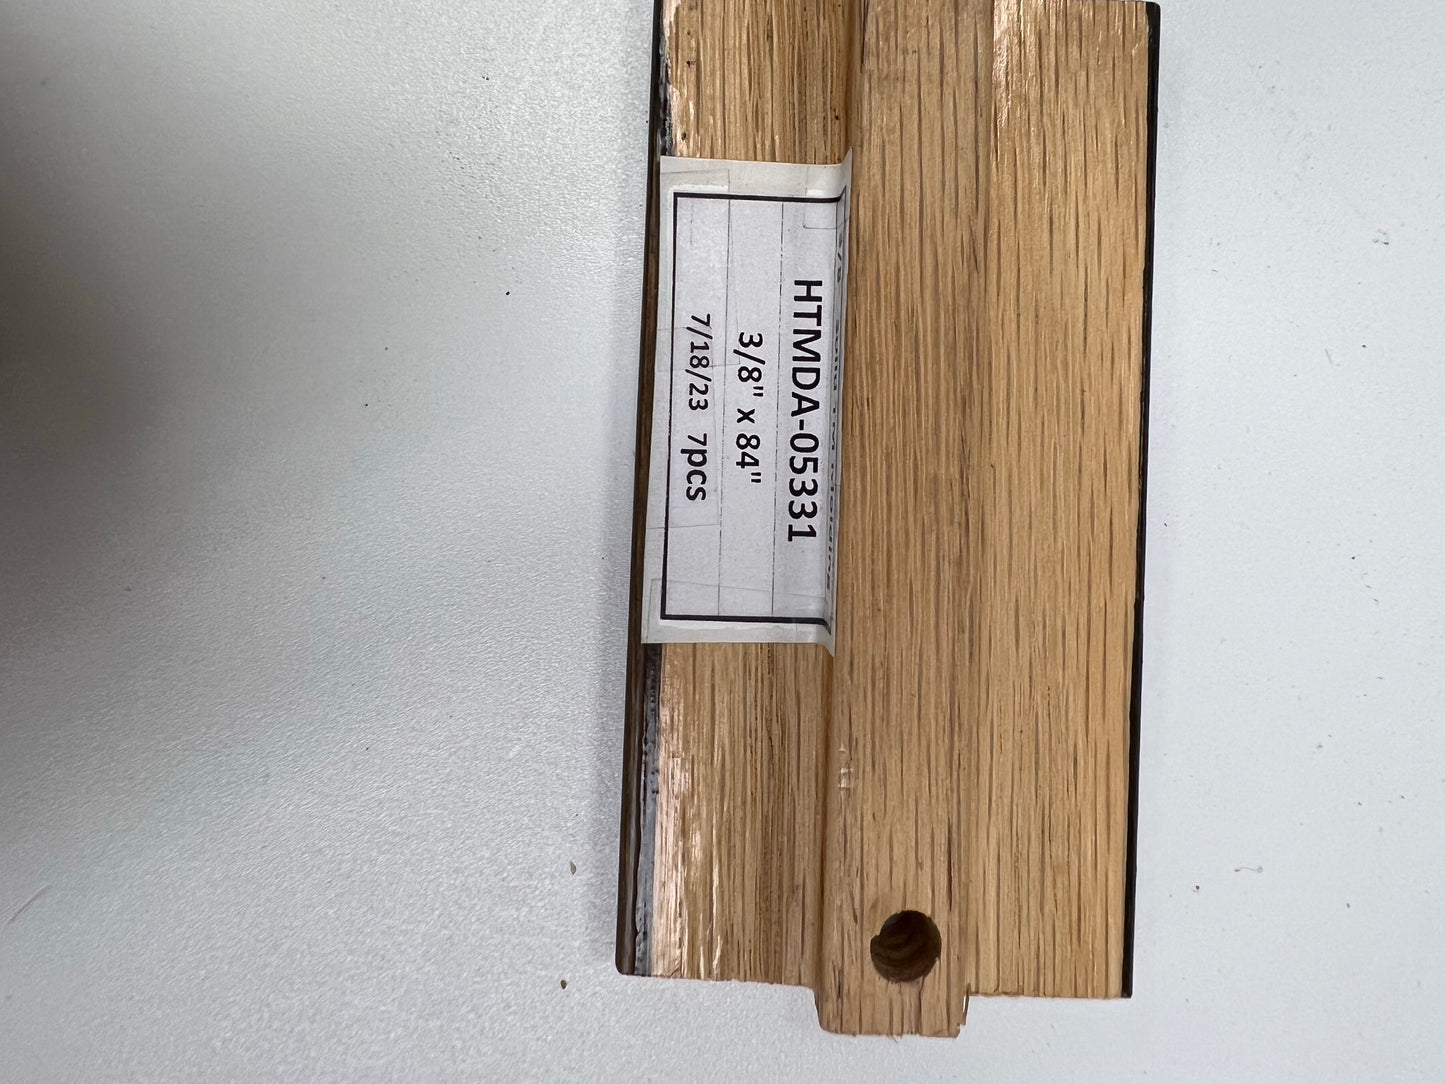 HTMDA-05331
3/8" x 84"
7/18/23 7pcs